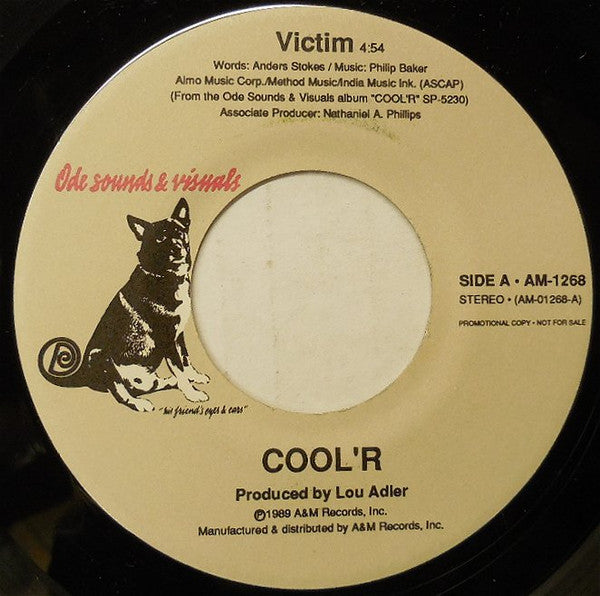 Victim 4:54
Words: Anders Stokes / Music: Philip Baker
Almo Music Corp./Method Music/India Music Ink. (ASCAP)
(From the Ode Sounds & Visuals album "COOL'R" SP-5230)
Associate Producer: Nathaniel A. Phillips
Ode sounds & visuals
SIDE A • AM-1268
STEREO • (AM-01268-A)
PROMOTIONAL COPY • NOT FOR SALE
"his friend's eyes & ears"
COOL'R
Produced by Lou Adler
℗1989 A&M Records, Inc.
Manufactured & distributed by A&M Records, Inc.